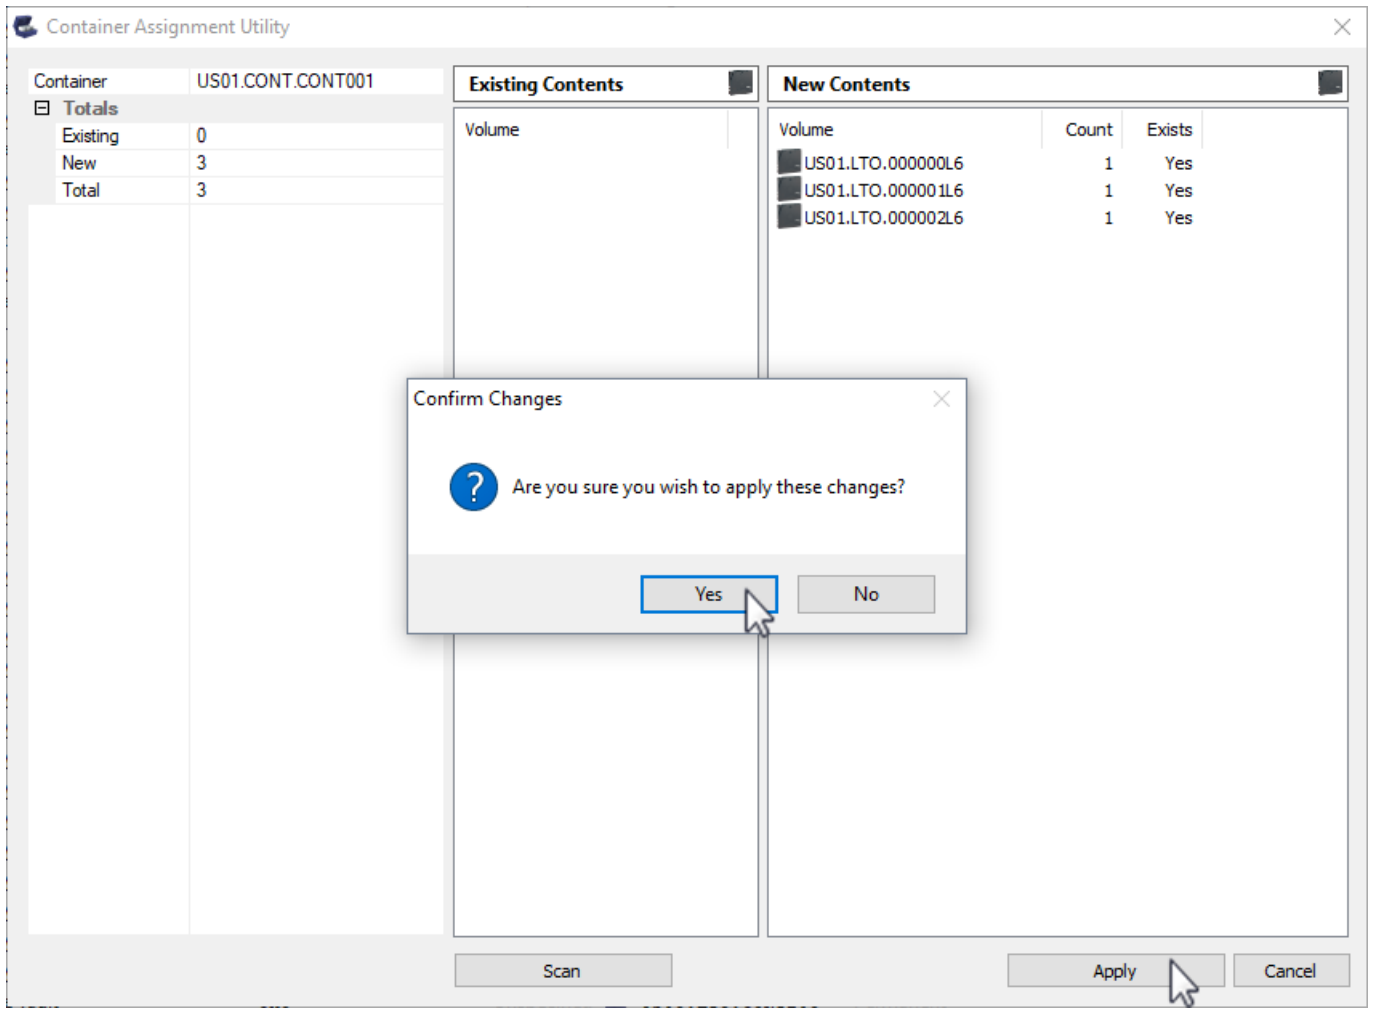 Container Assignment Utility
Container US01.CONT.CONT001
Totals
Existing 0
New 3
Total 3
Existing Contents
Volume
New Contents
Volume Count Exists
US01.LTO.000000L6 1 Yes
US01.LTO.000001L6 1 Yes
US01.LTO.000002L6 1 Yes
Confirm Changes
Are you sure you wish to apply these changes?
Yes No
Scan Apply Cancel